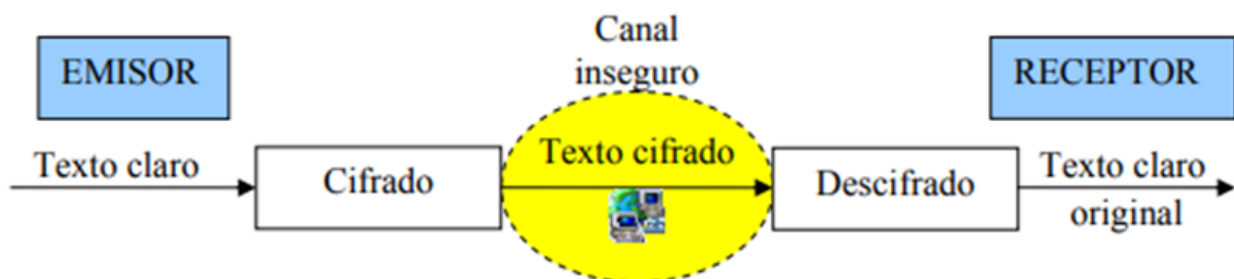 Canal
inseguro
EMISOR
RECEPTOR
Texto claro
Cifrado
Texto cifrado
Descifrado
Texto claro
original